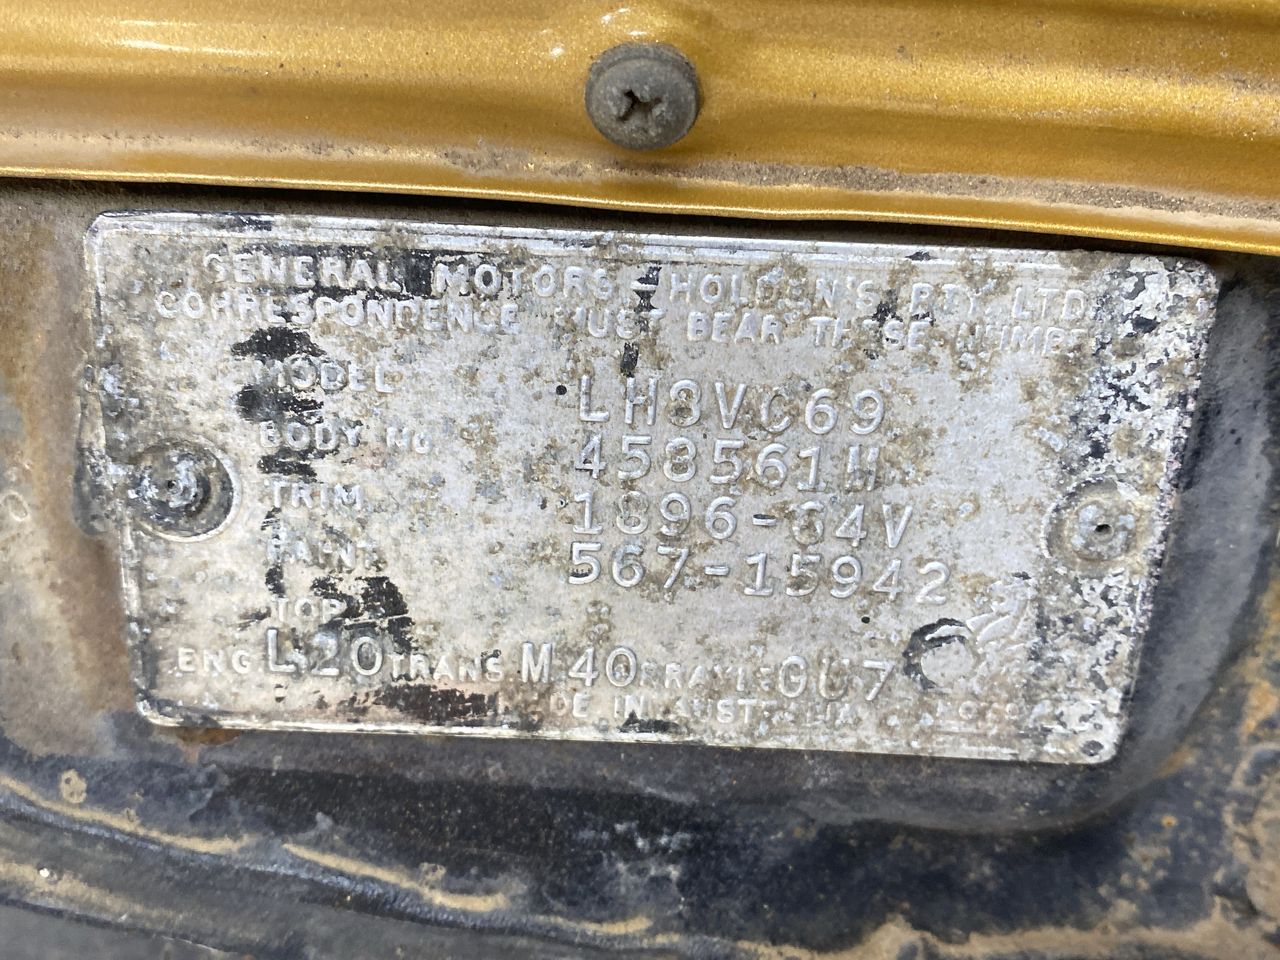 GENERAL MOTORS - HOLDEN'S PTY. LTD.
CORRESPONDENCE MUST BEAR THESE NUMBE
MODEL LH8VC69
BODY No 458561M
TRIM 1896-64V
PAINT 567-15942
TOP
ENG L20 TRANS M40 GU7
MADE IN AUSTRALIA